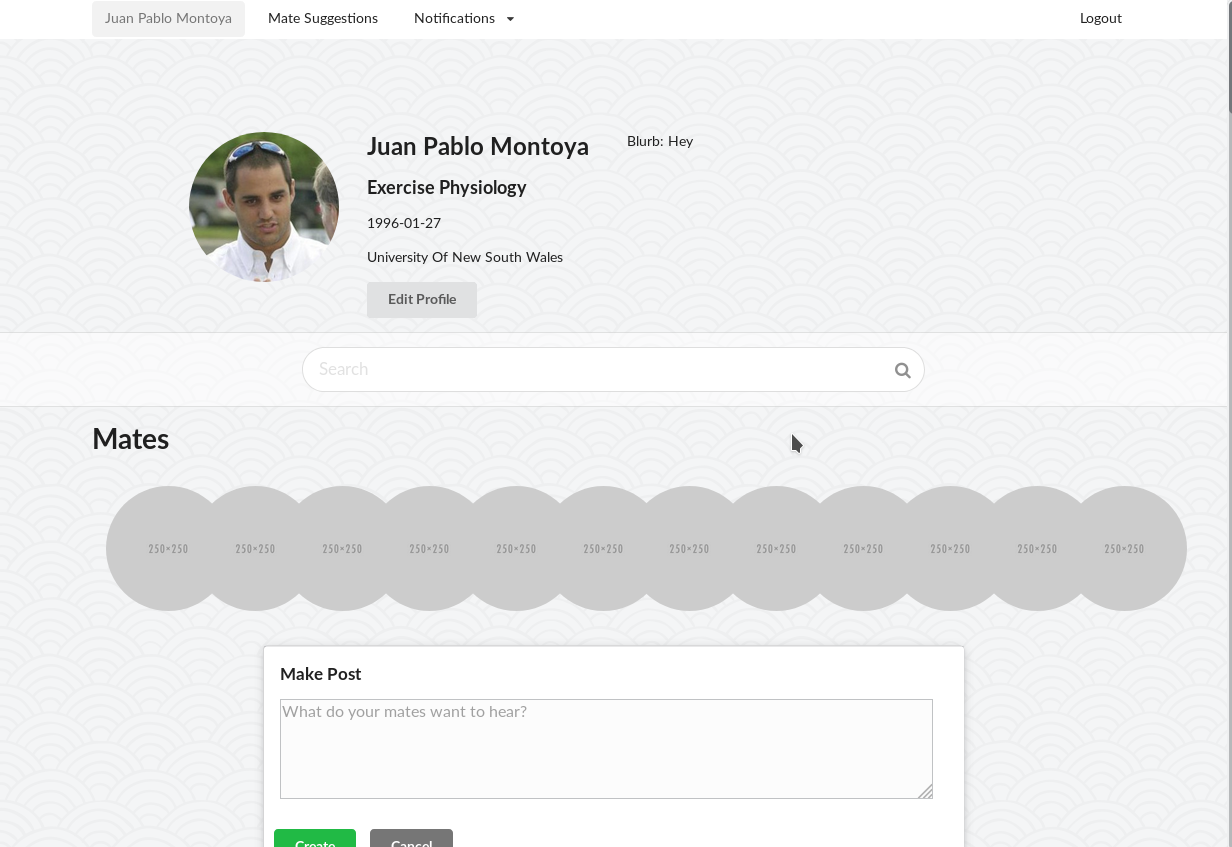 Juan Pablo Montoya
Mate Suggestions
Notifications
Logout
Juan Pablo Montoya
Blurb: Hey
Exercise Physiology
1996-01-27
University Of New South Wales
Edit Profile
Search
Mates
250×250 250×250 250×250 250×250 250×250 250×250 250×250 250×250 250×250 250×250 250×250 250×250
Make Post
What do your mates want to hear?
Create
Cancel